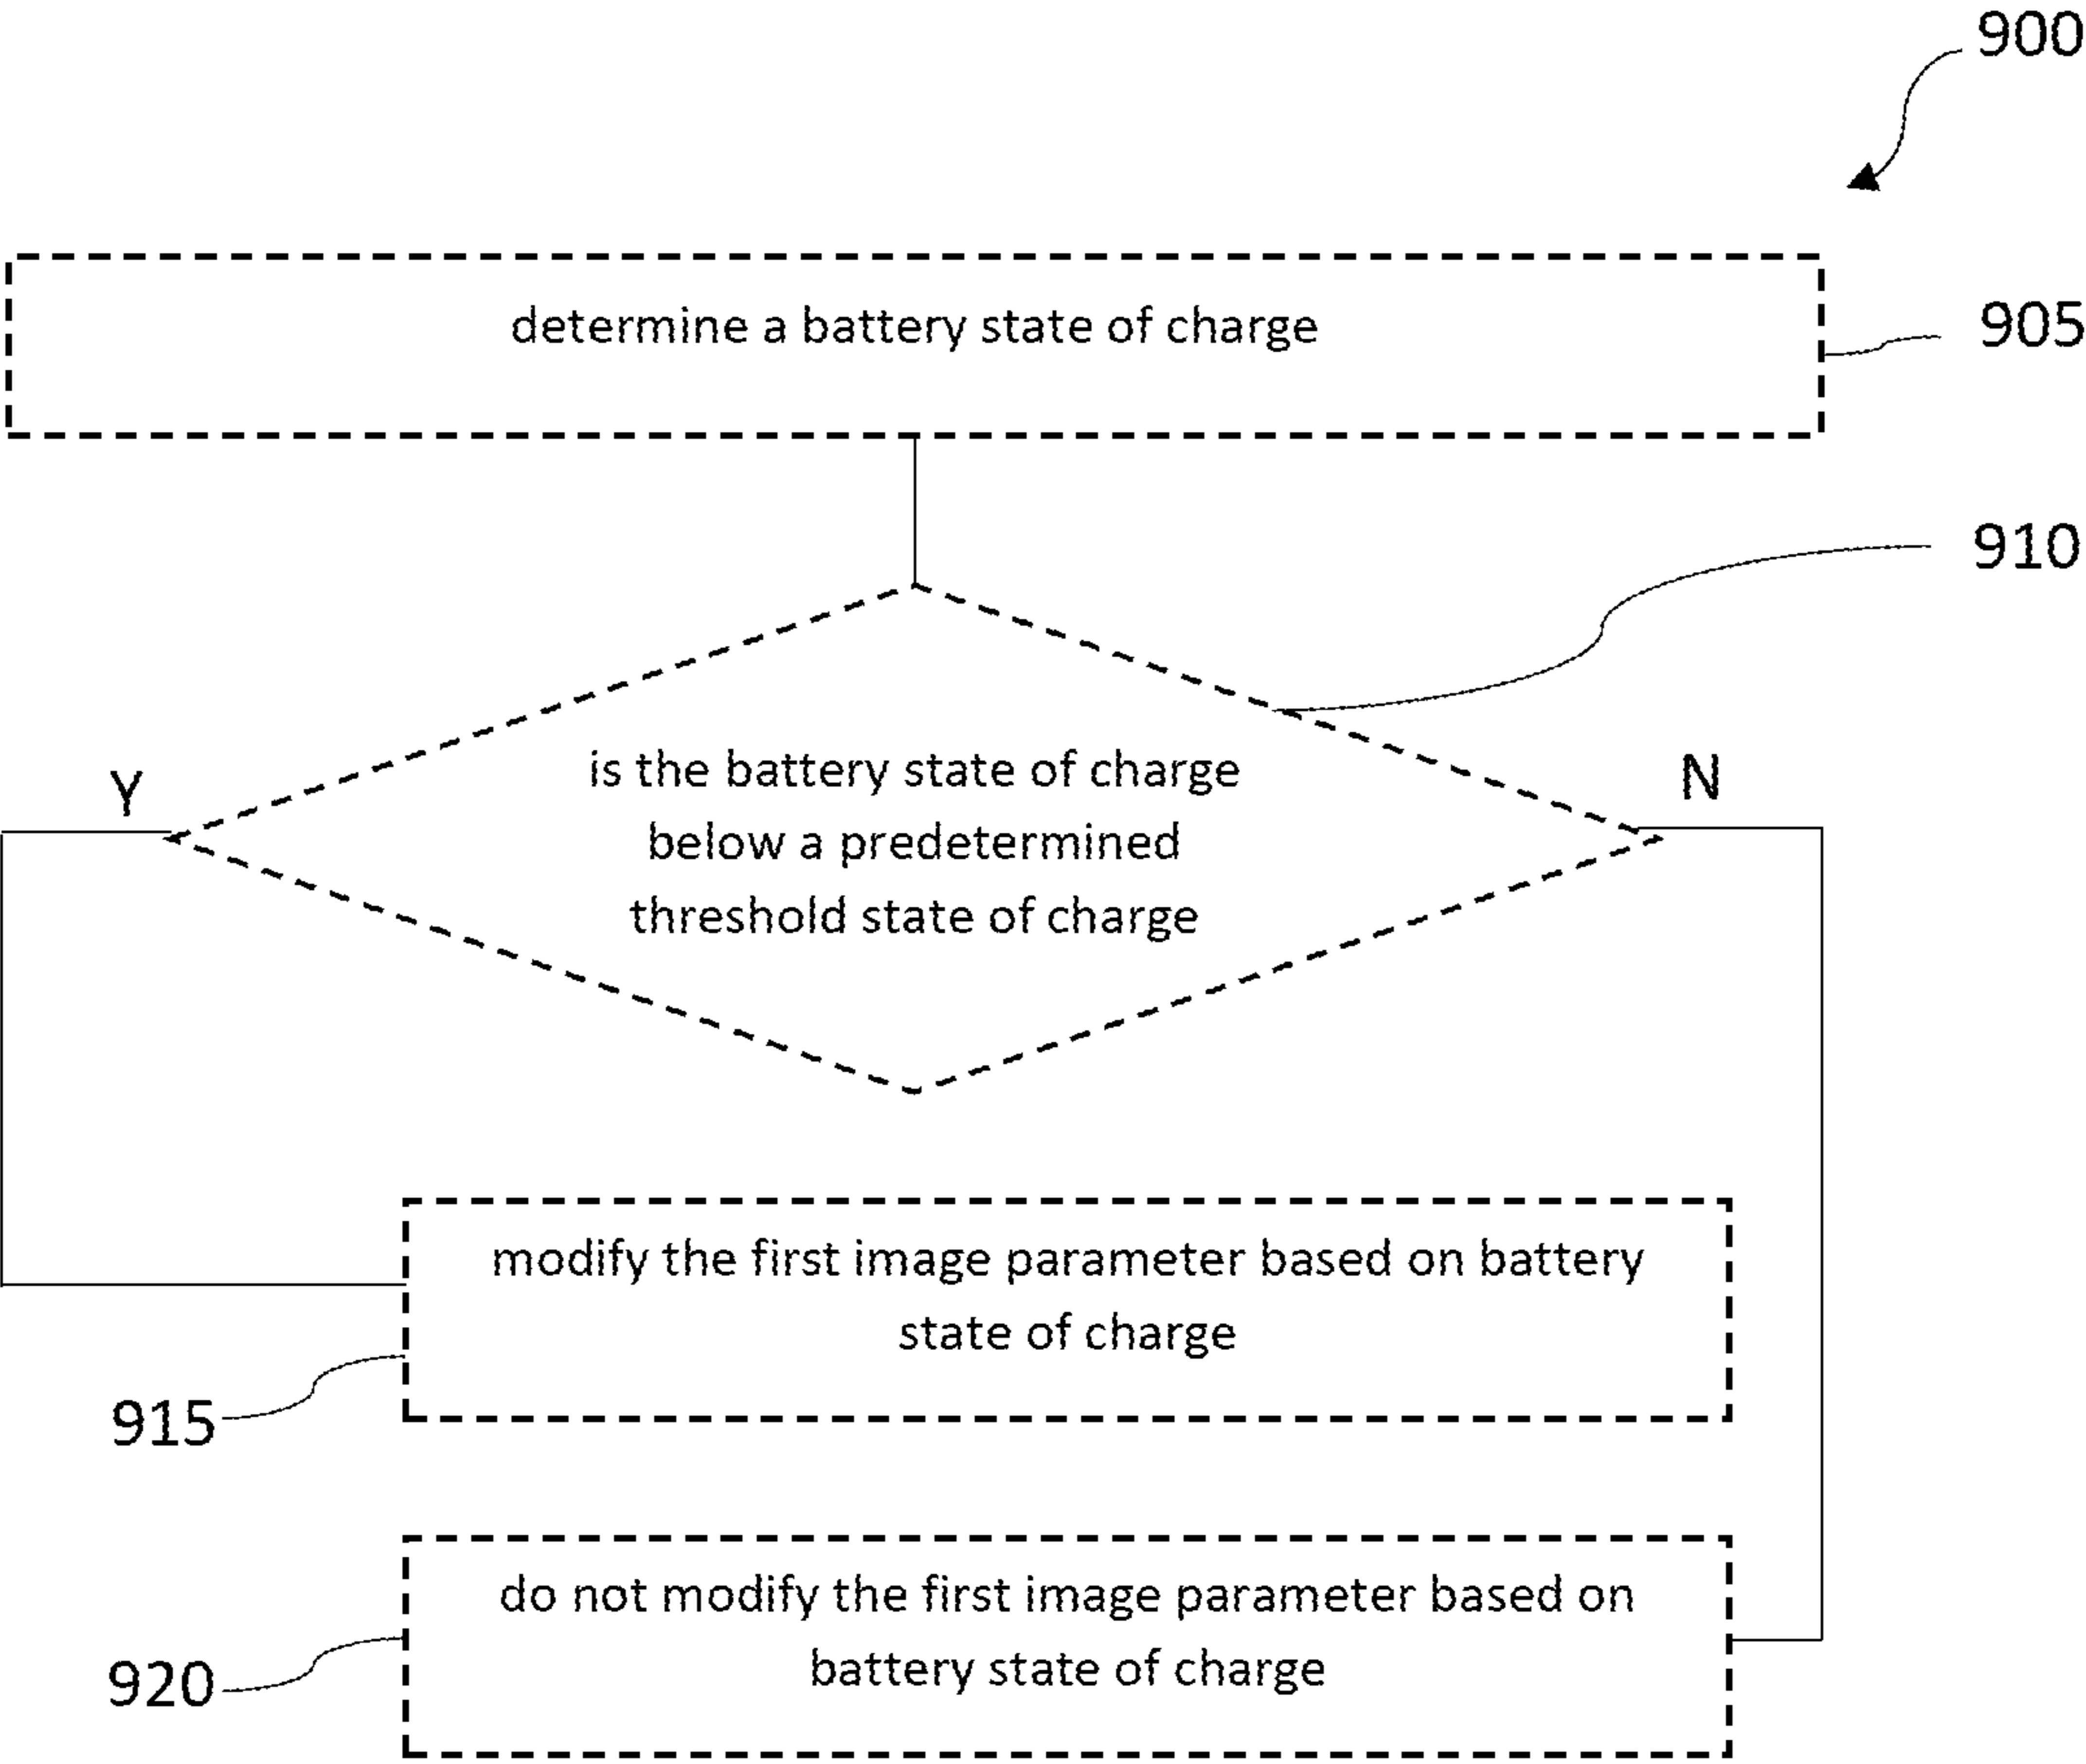 900
determine a battery state of charge
905
910
is the battery state of charge
below a predetermined
threshold state of charge
Y
N
modify the first image parameter based on battery
state of charge
915
do not modify the first image parameter based on
battery state of charge
920